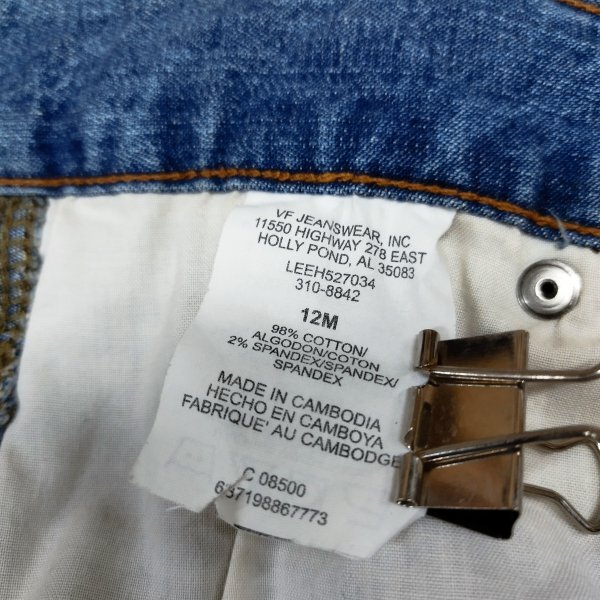 VF JEANSWEAR, INC
11550 HIGHWAY 278 EAST
HOLLY POND, AL 35083
LEEH527034
310-8842
12M
98% COTTON/
ALGODON/COTON
2% SPANDEX/SPANDEX/
SPANDEX
MADE IN CAMBODIA
HECHO EN CAMBOYA
FABRIQUE' AU CAMBODGE
C 08500
637198867773